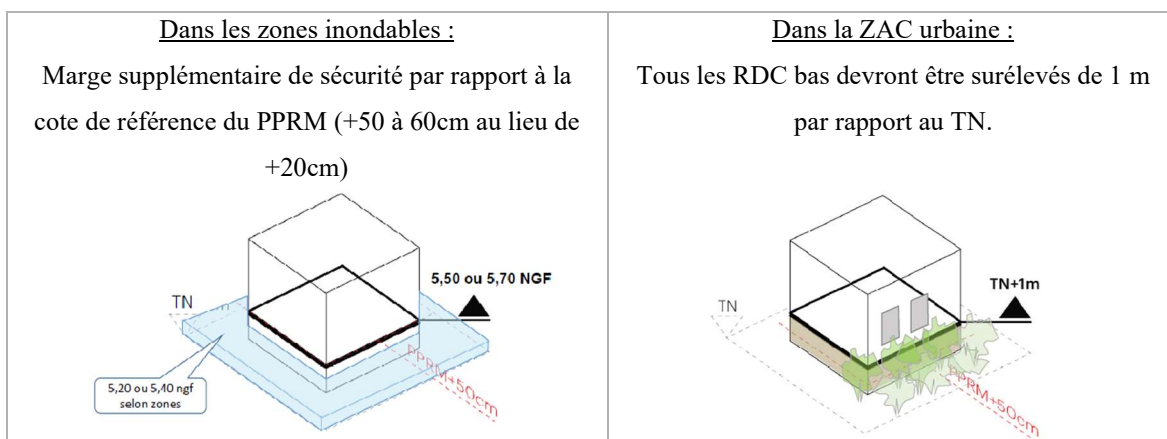 Dans les zones inondables :
Marge supplémentaire de sécurité par rapport à la
cote de référence du PPRM (+50 à 60cm au lieu de
+20cm)
TN
5,50 ou 5,70 NGF
5,20 ou 5,40 ngf
selon zones
PPRM+50cm
Dans la ZAC urbaine :
Tous les RDC bas devront être surélevés de 1 m
par rapport au TN.
TN
TN+1m
PPRM+50cm